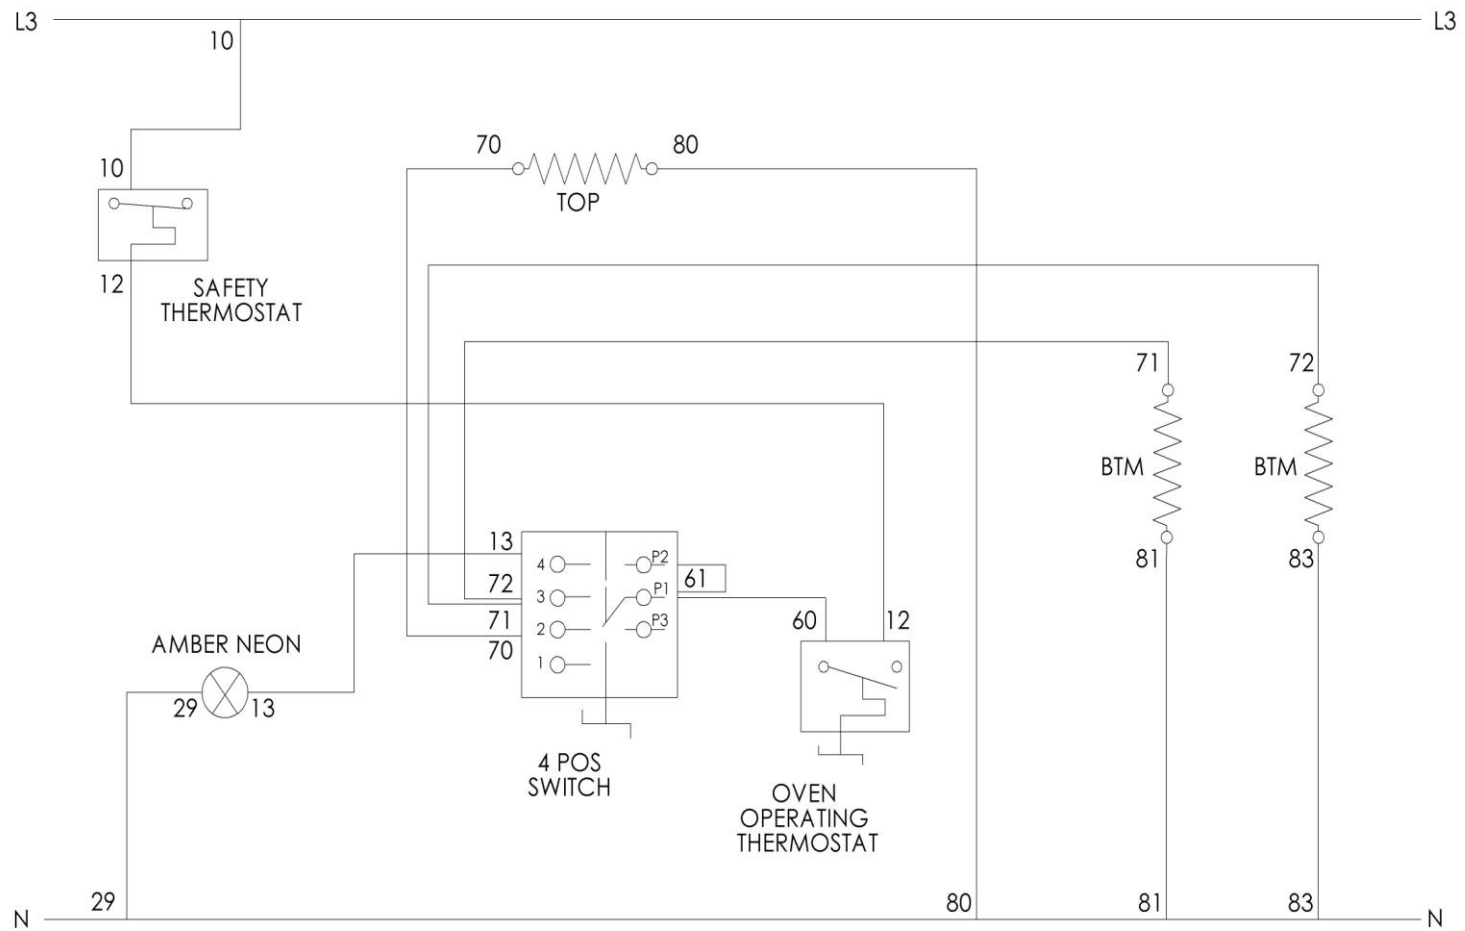 L3
L3
10
10
70
80
TOP
12
SAFETY
THERMOSTAT
71
72
BTM
BTM
13
4
P2
72
3
P1
61
71
2
P3
70
1
60
12
81
83
AMBER NEON
29
13
4 POS
SWITCH
OVEN
OPERATING
THERMOSTAT
29
80
81
83
N
N